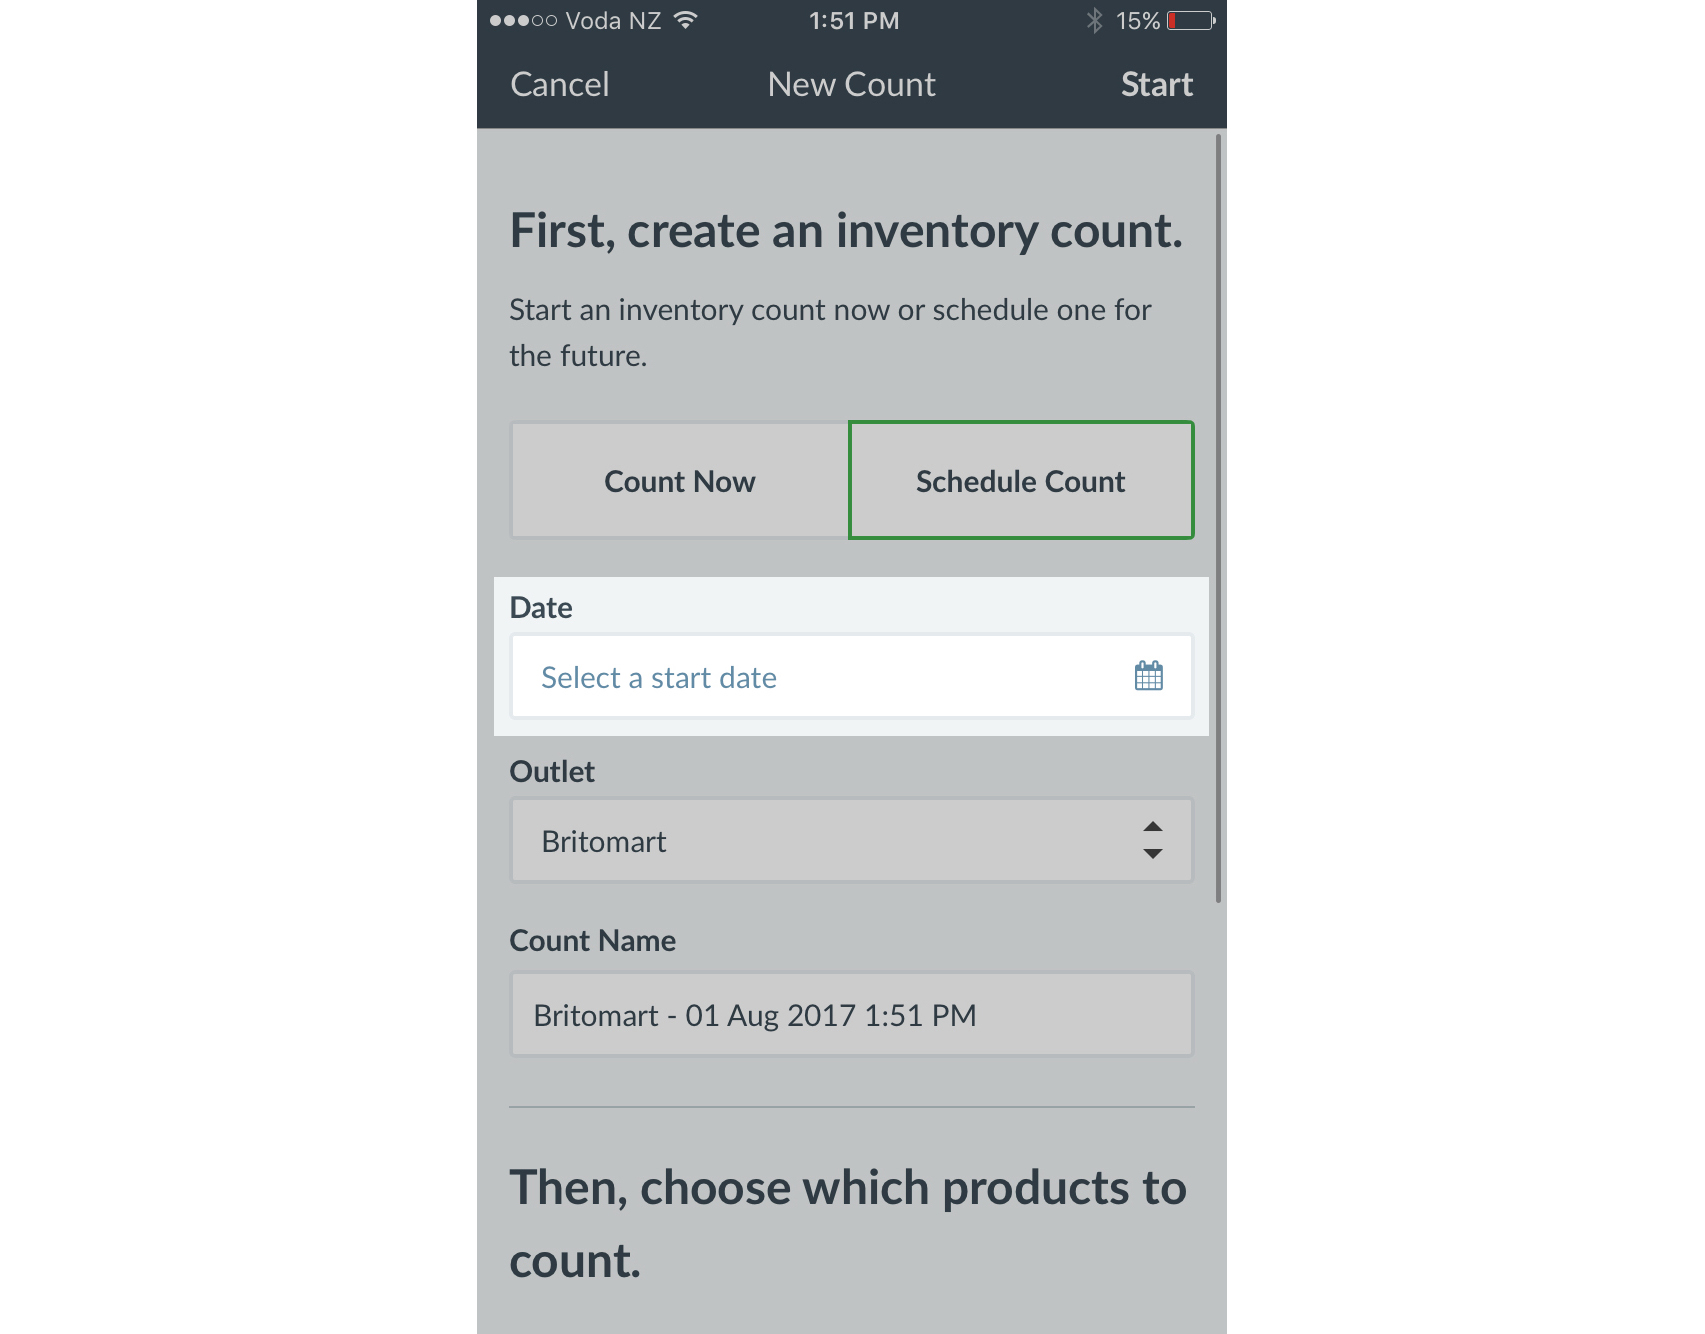 Voda NZ 1:51 PM 15%
Cancel New Count Start
First, create an inventory count.
Start an inventory count now or schedule one for
the future.
Count Now Schedule Count
Date
Select a start date
Outlet
Britomart
Count Name
Britomart - 01 Aug 2017 1:51 PM
Then, choose which products to
count.